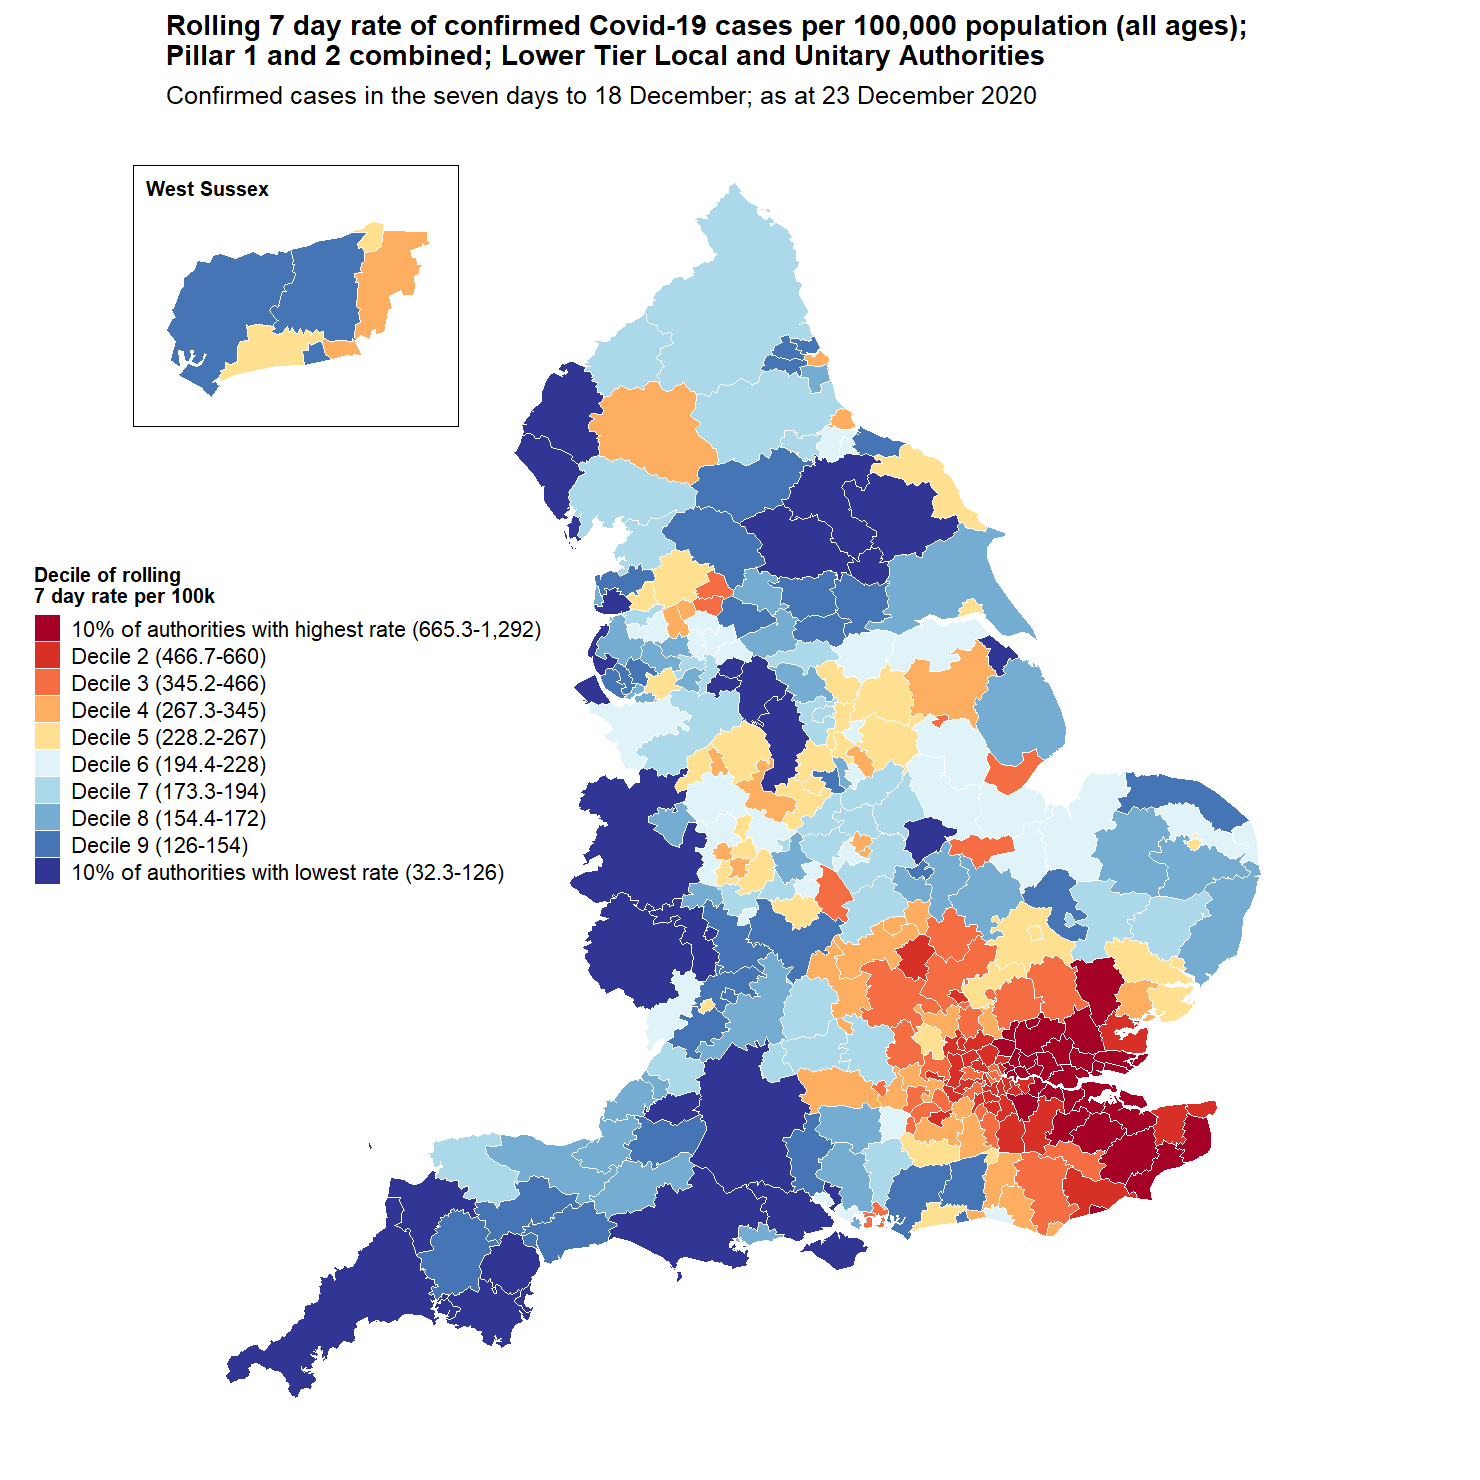 Rolling 7 day rate of confirmed Covid-19 cases per 100,000 population (all ages);
Pillar 1 and 2 combined; Lower Tier Local and Unitary Authorities
Confirmed cases in the seven days to 18 December; as at 23 December 2020
West Sussex
Decile of rolling
7 day rate per 100k
10% of authorities with highest rate (665.3-1,292)
Decile 2 (466.7-660)
Decile 3 (345.2-466)
Decile 4 (267.3-345)
Decile 5 (228.2-267)
Decile 6 (194.4-228)
Decile 7 (173.3-194)
Decile 8 (154.4-172)
Decile 9 (126-154)
10% of authorities with lowest rate (32.3-126)